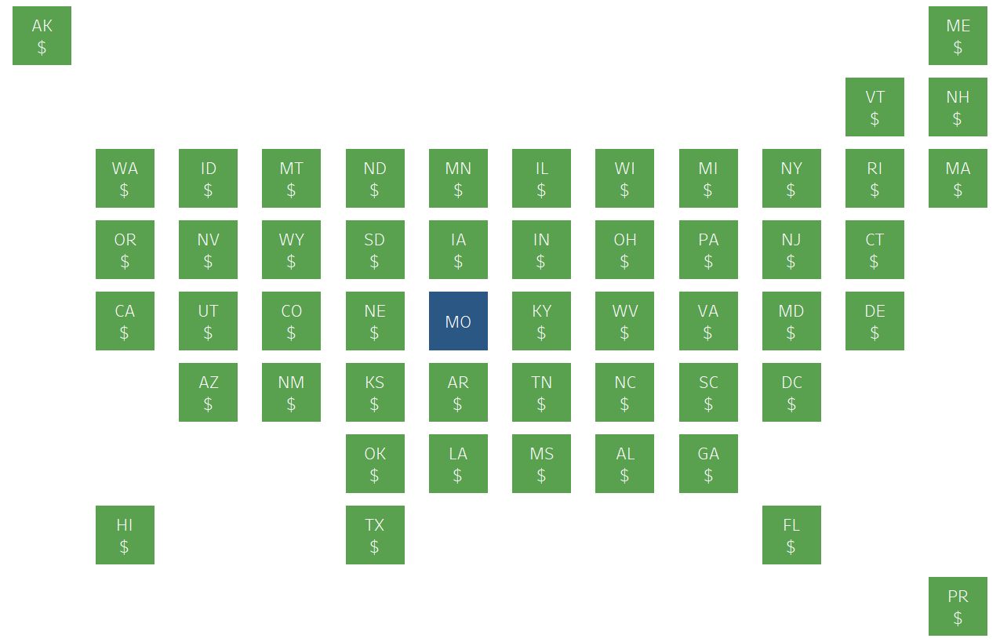 AK
$
ME
$
VT
$
NH
$
WA
$
ID
$
MT
$
ND
$
MN
$
IL
$
WI
$
MI
$
NY
$
RI
$
MA
$
OR
$
NV
$
WY
$
SD
$
IA
$
IN
$
OH
$
PA
$
NJ
$
CT
$
CA
$
UT
$
CO
$
NE
$
MO
KY
$
WV
$
VA
$
MD
$
DE
$
AZ
$
NM
$
KS
$
AR
$
TN
$
NC
$
SC
$
DC
$
OK
$
LA
$
MS
$
AL
$
GA
$
HI
$
TX
$
FL
$
PR
$